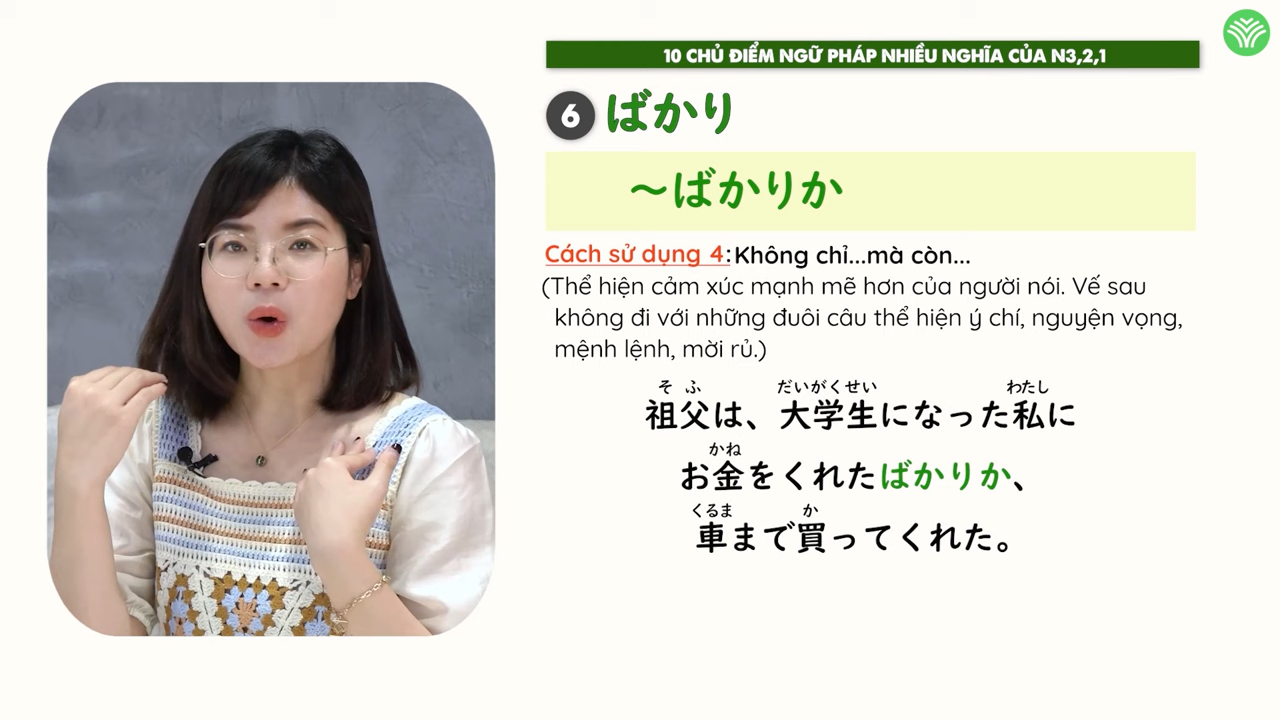 10 CHỦ ĐIỂM NGỮ PHÁP NHIỀU NGHĨA CỦA N3,2,1
6 ばかり
～ばかりか
Cách sử dụng 4:Không chỉ...mà còn...
(Thể hiện cảm xúc mạnh mẽ hơn của người nói. Vế sau
không đi với những đuôi câu thể hiện ý chí, nguyện vọng,
mệnh lệnh, mời rủ.)
そ ふ だいがくせい わたし
祖父は、大学生になった私に
かね
お金をくれたばかりか、
くるま か
車まで買ってくれた。